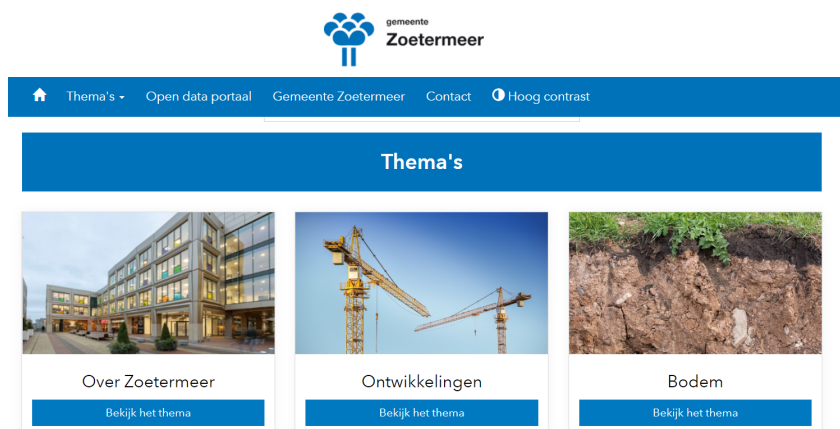 gemeente
Zoetermeer
Thema's
Open data portaal
Gemeente Zoetermeer
Contact
Hoog contrast
Thema's
Over Zoetermeer
Ontwikkelingen
Bodem
Bekijk het thema
Bekijk het thema
Bekijk het thema